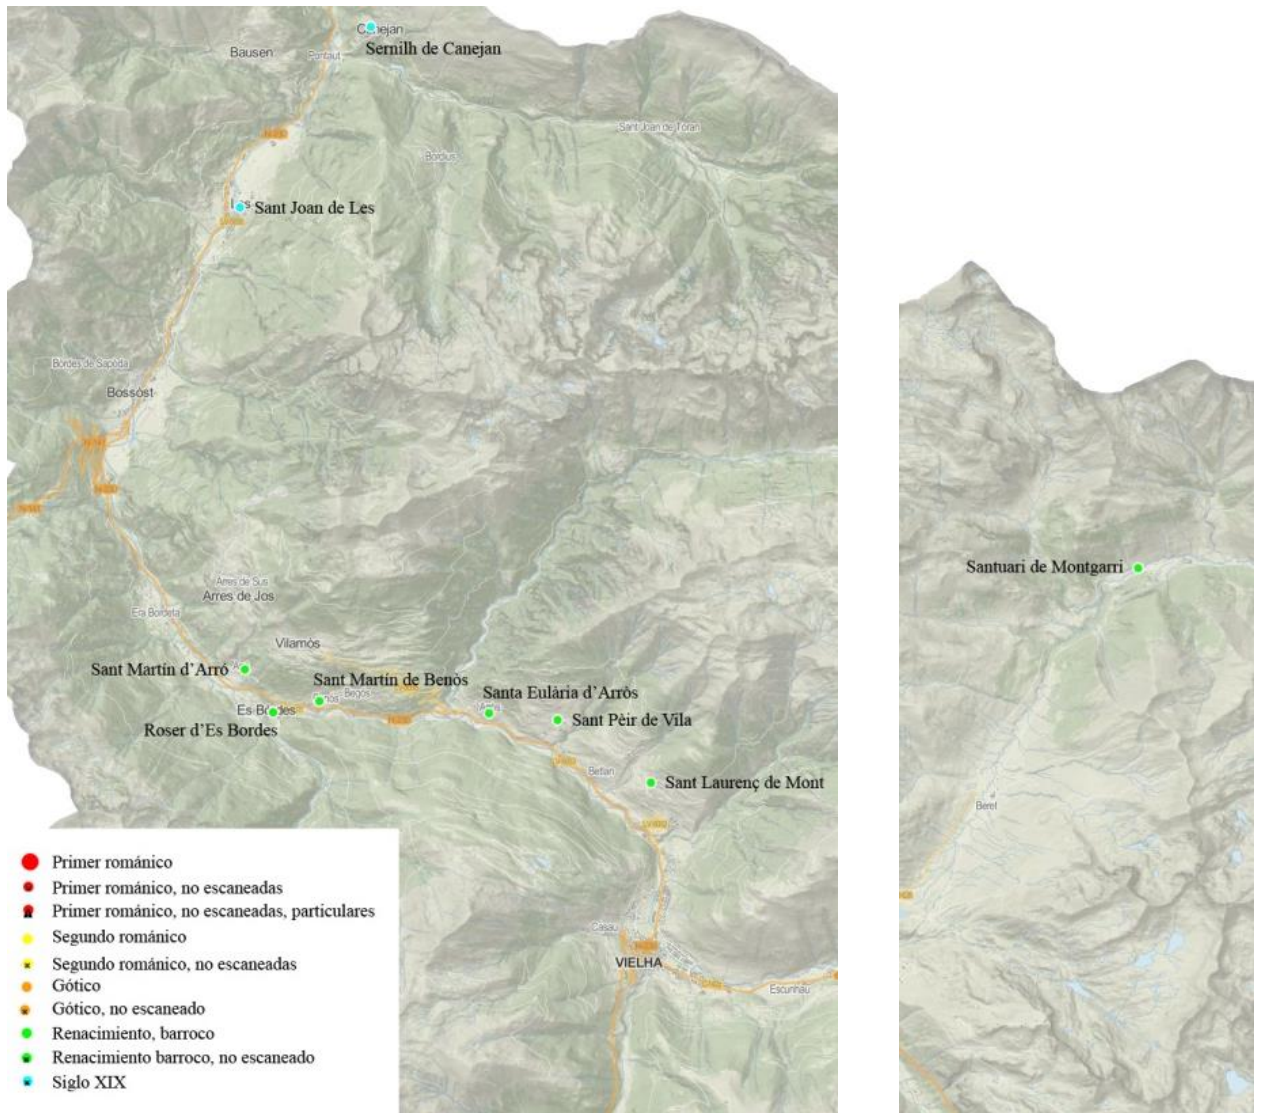 Canejan
Sernilh de Canejan
Bausen
Pontaut
Sant Joan de Toran
Bordius
Les
Sant Joan de Les
Bordes de Sapòda
Bossòst
Arres de Sus
Arres de Jos
Era Bordeta
Vilamòs
Sant Martín d'Arró
Sant Martín de Benòs
Begós
Santa Eulària d'Arròs
Es Bòrdes
Sant Pèir de Vila
Roser d'Es Bordes
Betlan
Sant Laurenç de Mont
Casau
VIELHA
Escunhau
Primer románico
Primer románico, no escaneadas
Primer románico, no escaneadas, particulares
Segundo románico
Segundo románico, no escaneadas
Gótico
Gótico, no escaneado
Renacimiento, barroco
Renacimiento barroco, no escaneado
Siglo XIX
Santuari de Montgarri
Beret